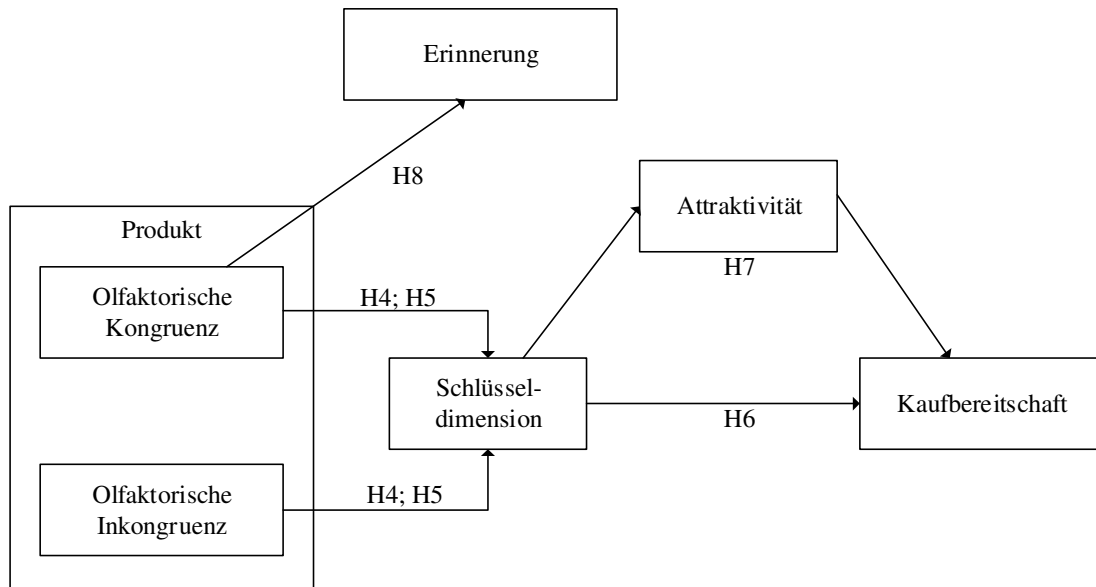 Erinnerung
H8
Attraktivität
Produkt
H7
Olfaktorische
Kongruenz
H4; H5
Schlüssel-
dimension
H6
Kaufbereitschaft
Olfaktorische
Inkongruenz
H4; H5